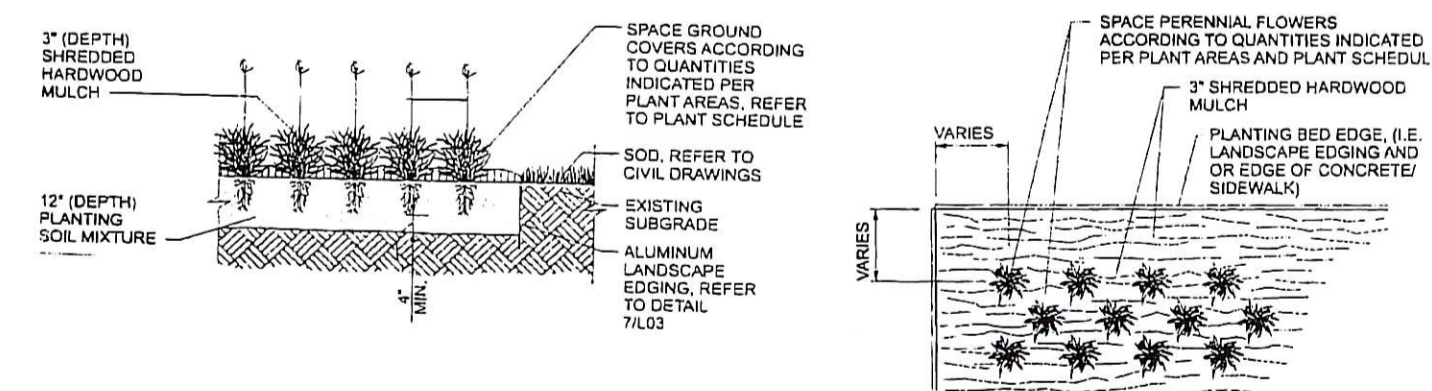 3" (DEPTH)
SHREDDED
HARDWOOD
MULCH
12" (DEPTH)
PLANTING
SOIL MIXTURE
SPACE GROUND
COVERS ACCORDING
TO QUANTITIES
INDICATED PER
PLANT AREAS, REFER
TO PLANT SCHEDULE
SOD, REFER TO
CIVIL DRAWINGS
EXISTING
SUBGRADE
ALUMINUM
LANDSCAPE
EDGING, REFER
TO DETAIL
7/L03
4"
MIN.
SPACE PERENNIAL FLOWERS
ACCORDING TO QUANTITIES INDICATED
PER PLANT AREAS AND PLANT SCHEDUL
3" SHREDDED HARDWOOD
MULCH
PLANTING BED EDGE, (I.E.
LANDSCAPE EDGING AND
OR EDGE OF CONCRETE/
SIDEWALK)
VARIES
VARIES